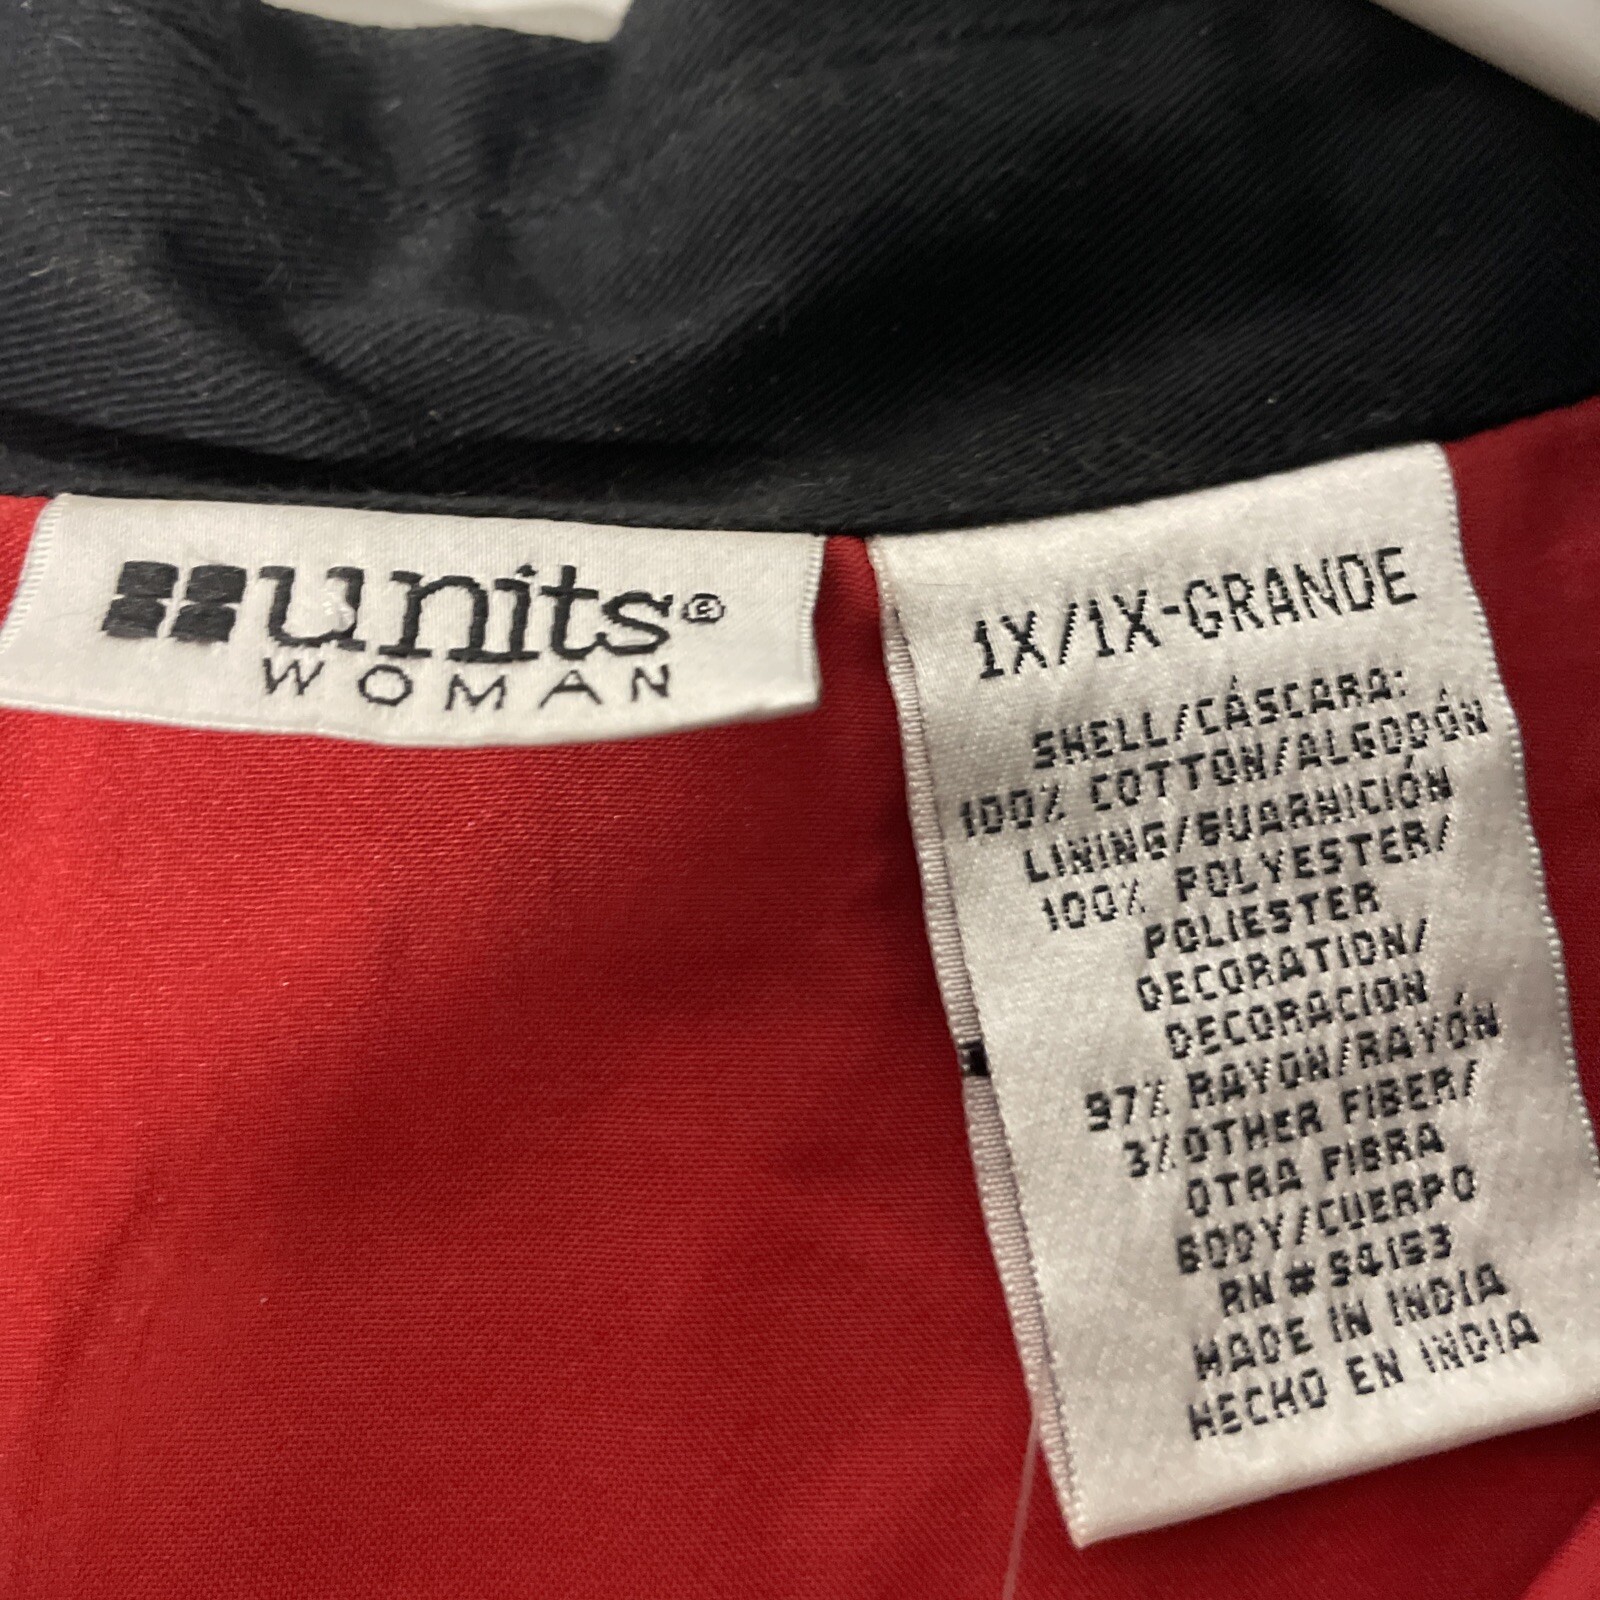 units®
WOMAN
1X/1X-GRANDE
SHELL/CÁSCARA:
100% COTTON/ALGODÓN
LINING/GUARNICIÓN
100% POLYESTER/
POLIESTER
DECORATION/
DECORACION
97% RAYON/RAYÓN
3% OTHER FIBER/
OTRA FIBRA
BODY/CUERPO
RN # 94153
MADE IN INDIA
HECHO EN INDIA